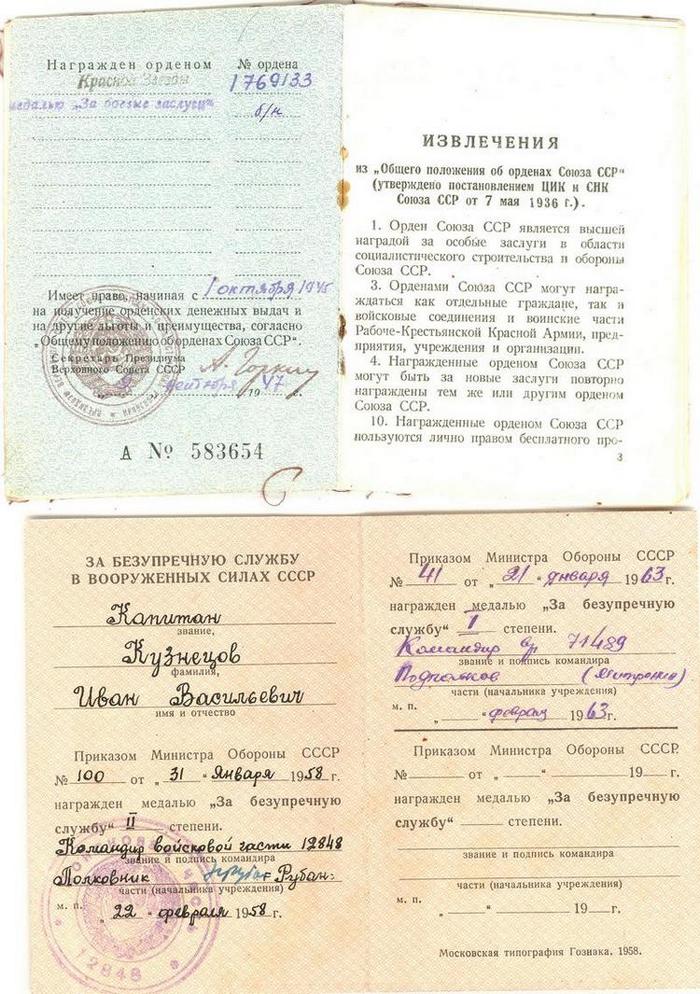 Награжден орденом № ордена
Красной Звезды 1769133
медалью „За боевые заслуги“ б/н
Имеет право, начиная с 1 октября 1945
на получение орденских денежных выдач и
на другие льготы и преимущества, согласно
„Общему положению об орденах Союза ССР“.
Секретарь Президиума
Верховного Совета СССР А. Горкин
сентября 1947 г.
А № 583654
ИЗВЛЕЧЕНИЯ
из „Общего положения об орденах Союза ССР“
(утверждено постановлением ЦИК и СНК
Союза ССР от 7 мая 1936 г.).
1. Орден Союза ССР является высшей
наградой за особые заслуги в области
социалистического строительства и обороны
Союза ССР.
3. Орденами Союза ССР могут награ-
ждаться как отдельные граждане, так и
войсковые соединения и воинские части
Рабоче-Крестьянской Красной Армии, пред-
приятия, учреждения и организации.
4. Награжденные орденом Союза ССР
могут быть за новые заслуги повторно
награждены тем же или другим орденом
Союза ССР.
10. Награжденные орденом Союза ССР
пользуются лично правом бесплатного про-
3
ЗА БЕЗУПРЕЧНУЮ СЛУЖБУ
В ВООРУЖЕННЫХ СИЛАХ СССР
Капитан
звание,
Кузнецов
фамилия,
Иван Васильевич
имя и отчество
Приказом Министра Обороны СССР
№ 100 от „31“ Января 1958 г.
награжден медалью „За безупречную
службу“ II степени.
Командир войсковой части 12848
звание и подпись командира
Полковник Рубан
части (начальника учреждения)
м. п.
„22“ февраля 1958 г.
12848
Приказом Министра Обороны СССР
№ 41 от „21“ января 1963 г.
награжден медалью „За безупречную
службу“ I степени.
Командир в/ч 71489
звание и подпись командира
Подполков
части (начальника учреждения)
м. п.
„ “ февраля 1963 г.
Приказом Министра Обороны СССР
№ от „ “ 19 г.
награжден медалью „За безупречную
службу“ степени.
звание и подпись командира
части (начальника учреждения)
м. п.
„ “ 19 г.
Московская типография Гознака. 1958.